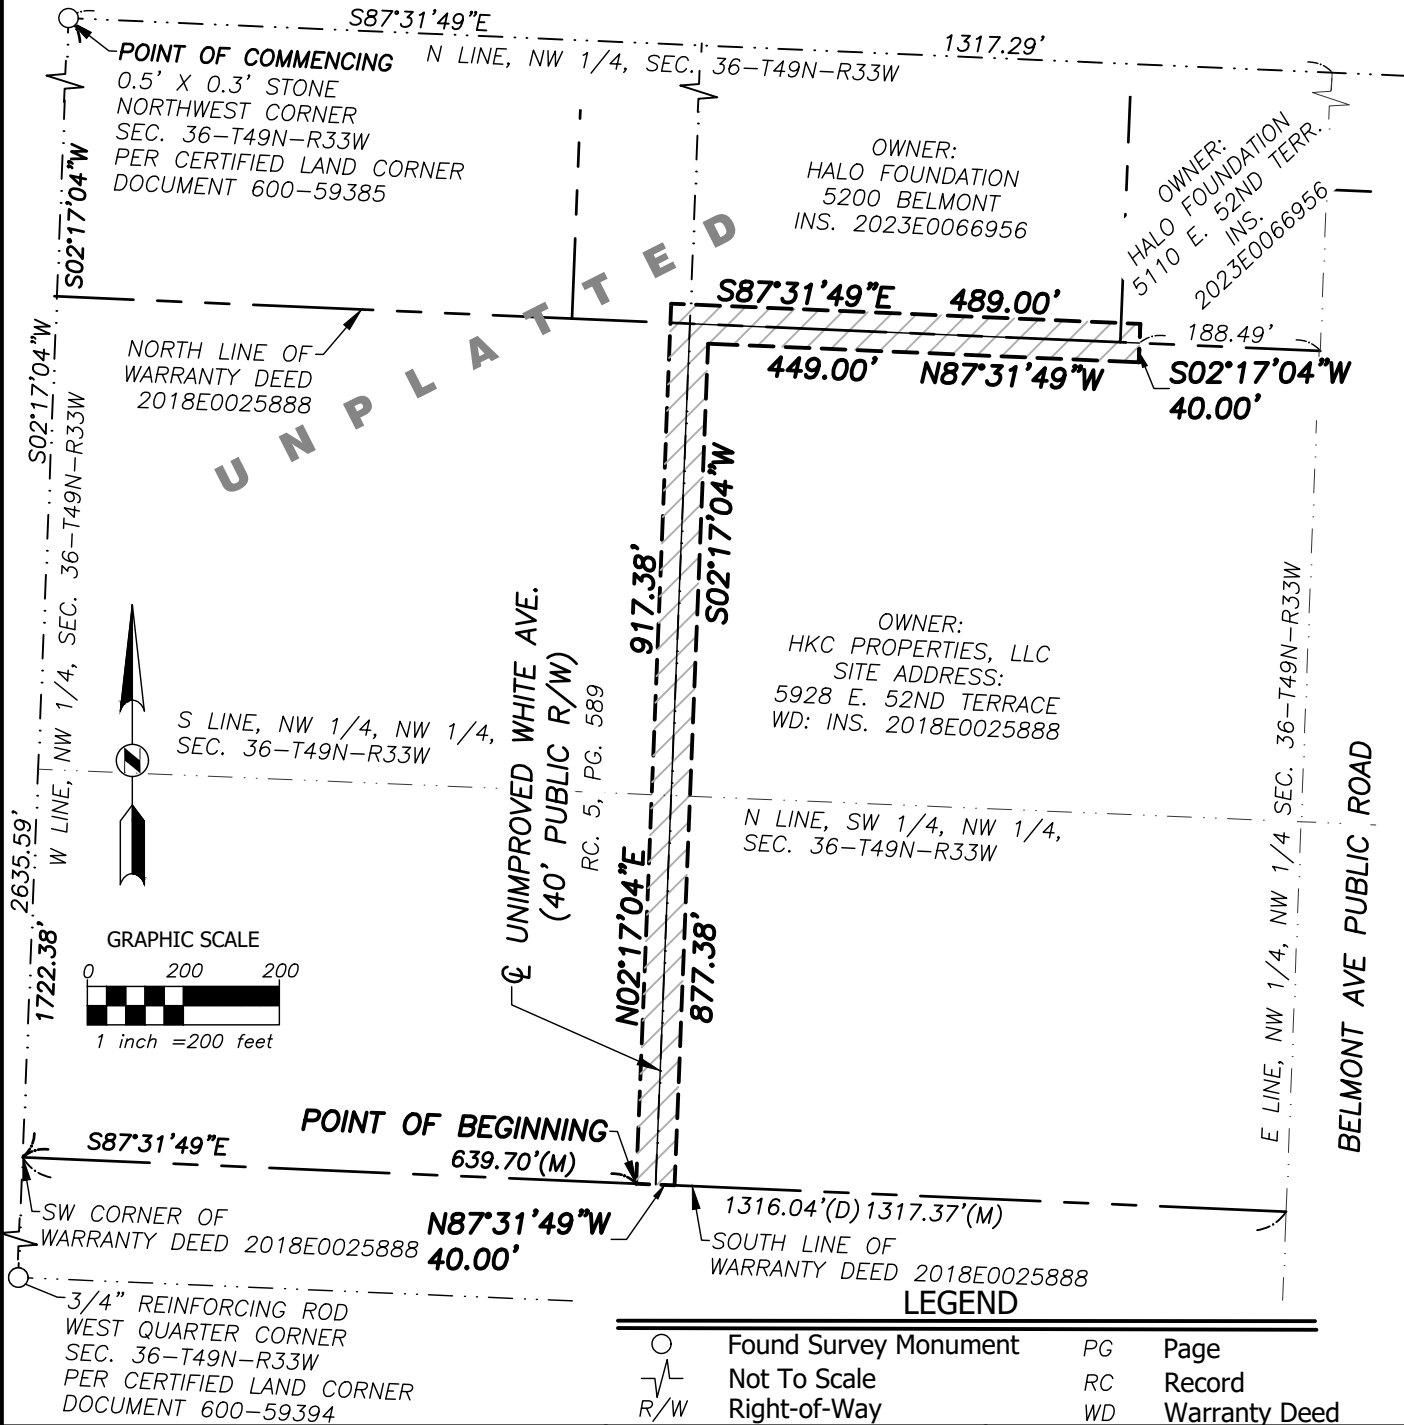 S87°31'49"E
1317.29'
N LINE, NW 1/4, SEC. 36-T49N-R33W
POINT OF COMMENCING
0.5' X 0.3' STONE
NORTHWEST CORNER
SEC. 36-T49N-R33W
PER CERTIFIED LAND CORNER
DOCUMENT 600-59385
S02°17'04"W
OWNER:
HALO FOUNDATION
5200 BELMONT
INS. 2023E0066956
OWNER:
HALO FOUNDATION
5110 E. 52ND TERR.
INS.
2023E0066956
UNPLATTED
S87°31'49"E 489.00'
188.49'
449.00' N87°31'49"W
S02°17'04"W
40.00'
NORTH LINE OF
WARRANTY DEED
2018E0025888
S02°17'04"W
W LINE, NW 1/4, SEC. 36-T49N-R33W
917.38'
S02°17'04"W
UNIMPROVED WHITE AVE.
(40' PUBLIC R/W)
RC. 5, PG. 589
OWNER:
HKC PROPERTIES, LLC
SITE ADDRESS:
5928 E. 52ND TERRACE
WD: INS. 2018E0025888
S LINE, NW 1/4, NW 1/4,
SEC. 36-T49N-R33W
N LINE, SW 1/4, NW 1/4,
SEC. 36-T49N-R33W
E LINE, NW 1/4, NW 1/4 SEC. 36-T49N-R33W
BELMONT AVE PUBLIC ROAD
2635.59'
1722.38'
N02°17'04"E
877.38'
GRAPHIC SCALE
0 200 200
1 inch =200 feet
S87°31'49"E
POINT OF BEGINNING
639.70'(M)
SW CORNER OF
WARRANTY DEED 2018E0025888
N87°31'49"W
40.00'
1316.04'(D) 1317.37'(M)
SOUTH LINE OF
WARRANTY DEED 2018E0025888
3/4" REINFORCING ROD
WEST QUARTER CORNER
SEC. 36-T49N-R33W
PER CERTIFIED LAND CORNER
DOCUMENT 600-59394
LEGEND
Found Survey Monument
PG Page
Not To Scale
RC Record
R/W Right-of-Way
WD Warranty Deed